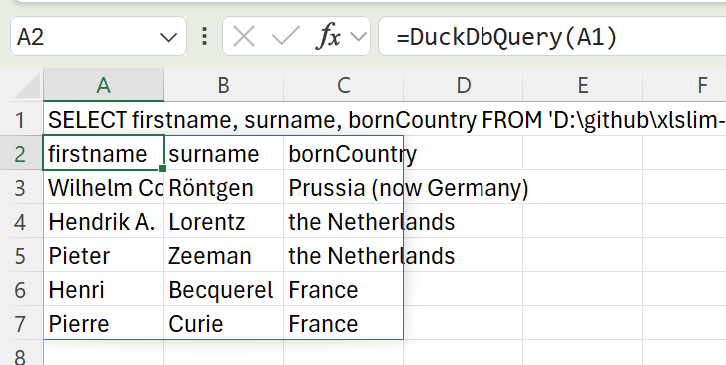 A2 fx =DuckDbQuery(A1)
A B C D E F
1 SELECT firstname, surname, bornCountry FROM 'D:\github\xlslim-
2 firstname surname bornCountry
3 Wilhelm Co Röntgen Prussia (now Germany)
4 Hendrik A. Lorentz the Netherlands
5 Pieter Zeeman the Netherlands
6 Henri Becquerel France
7 Pierre Curie France
8